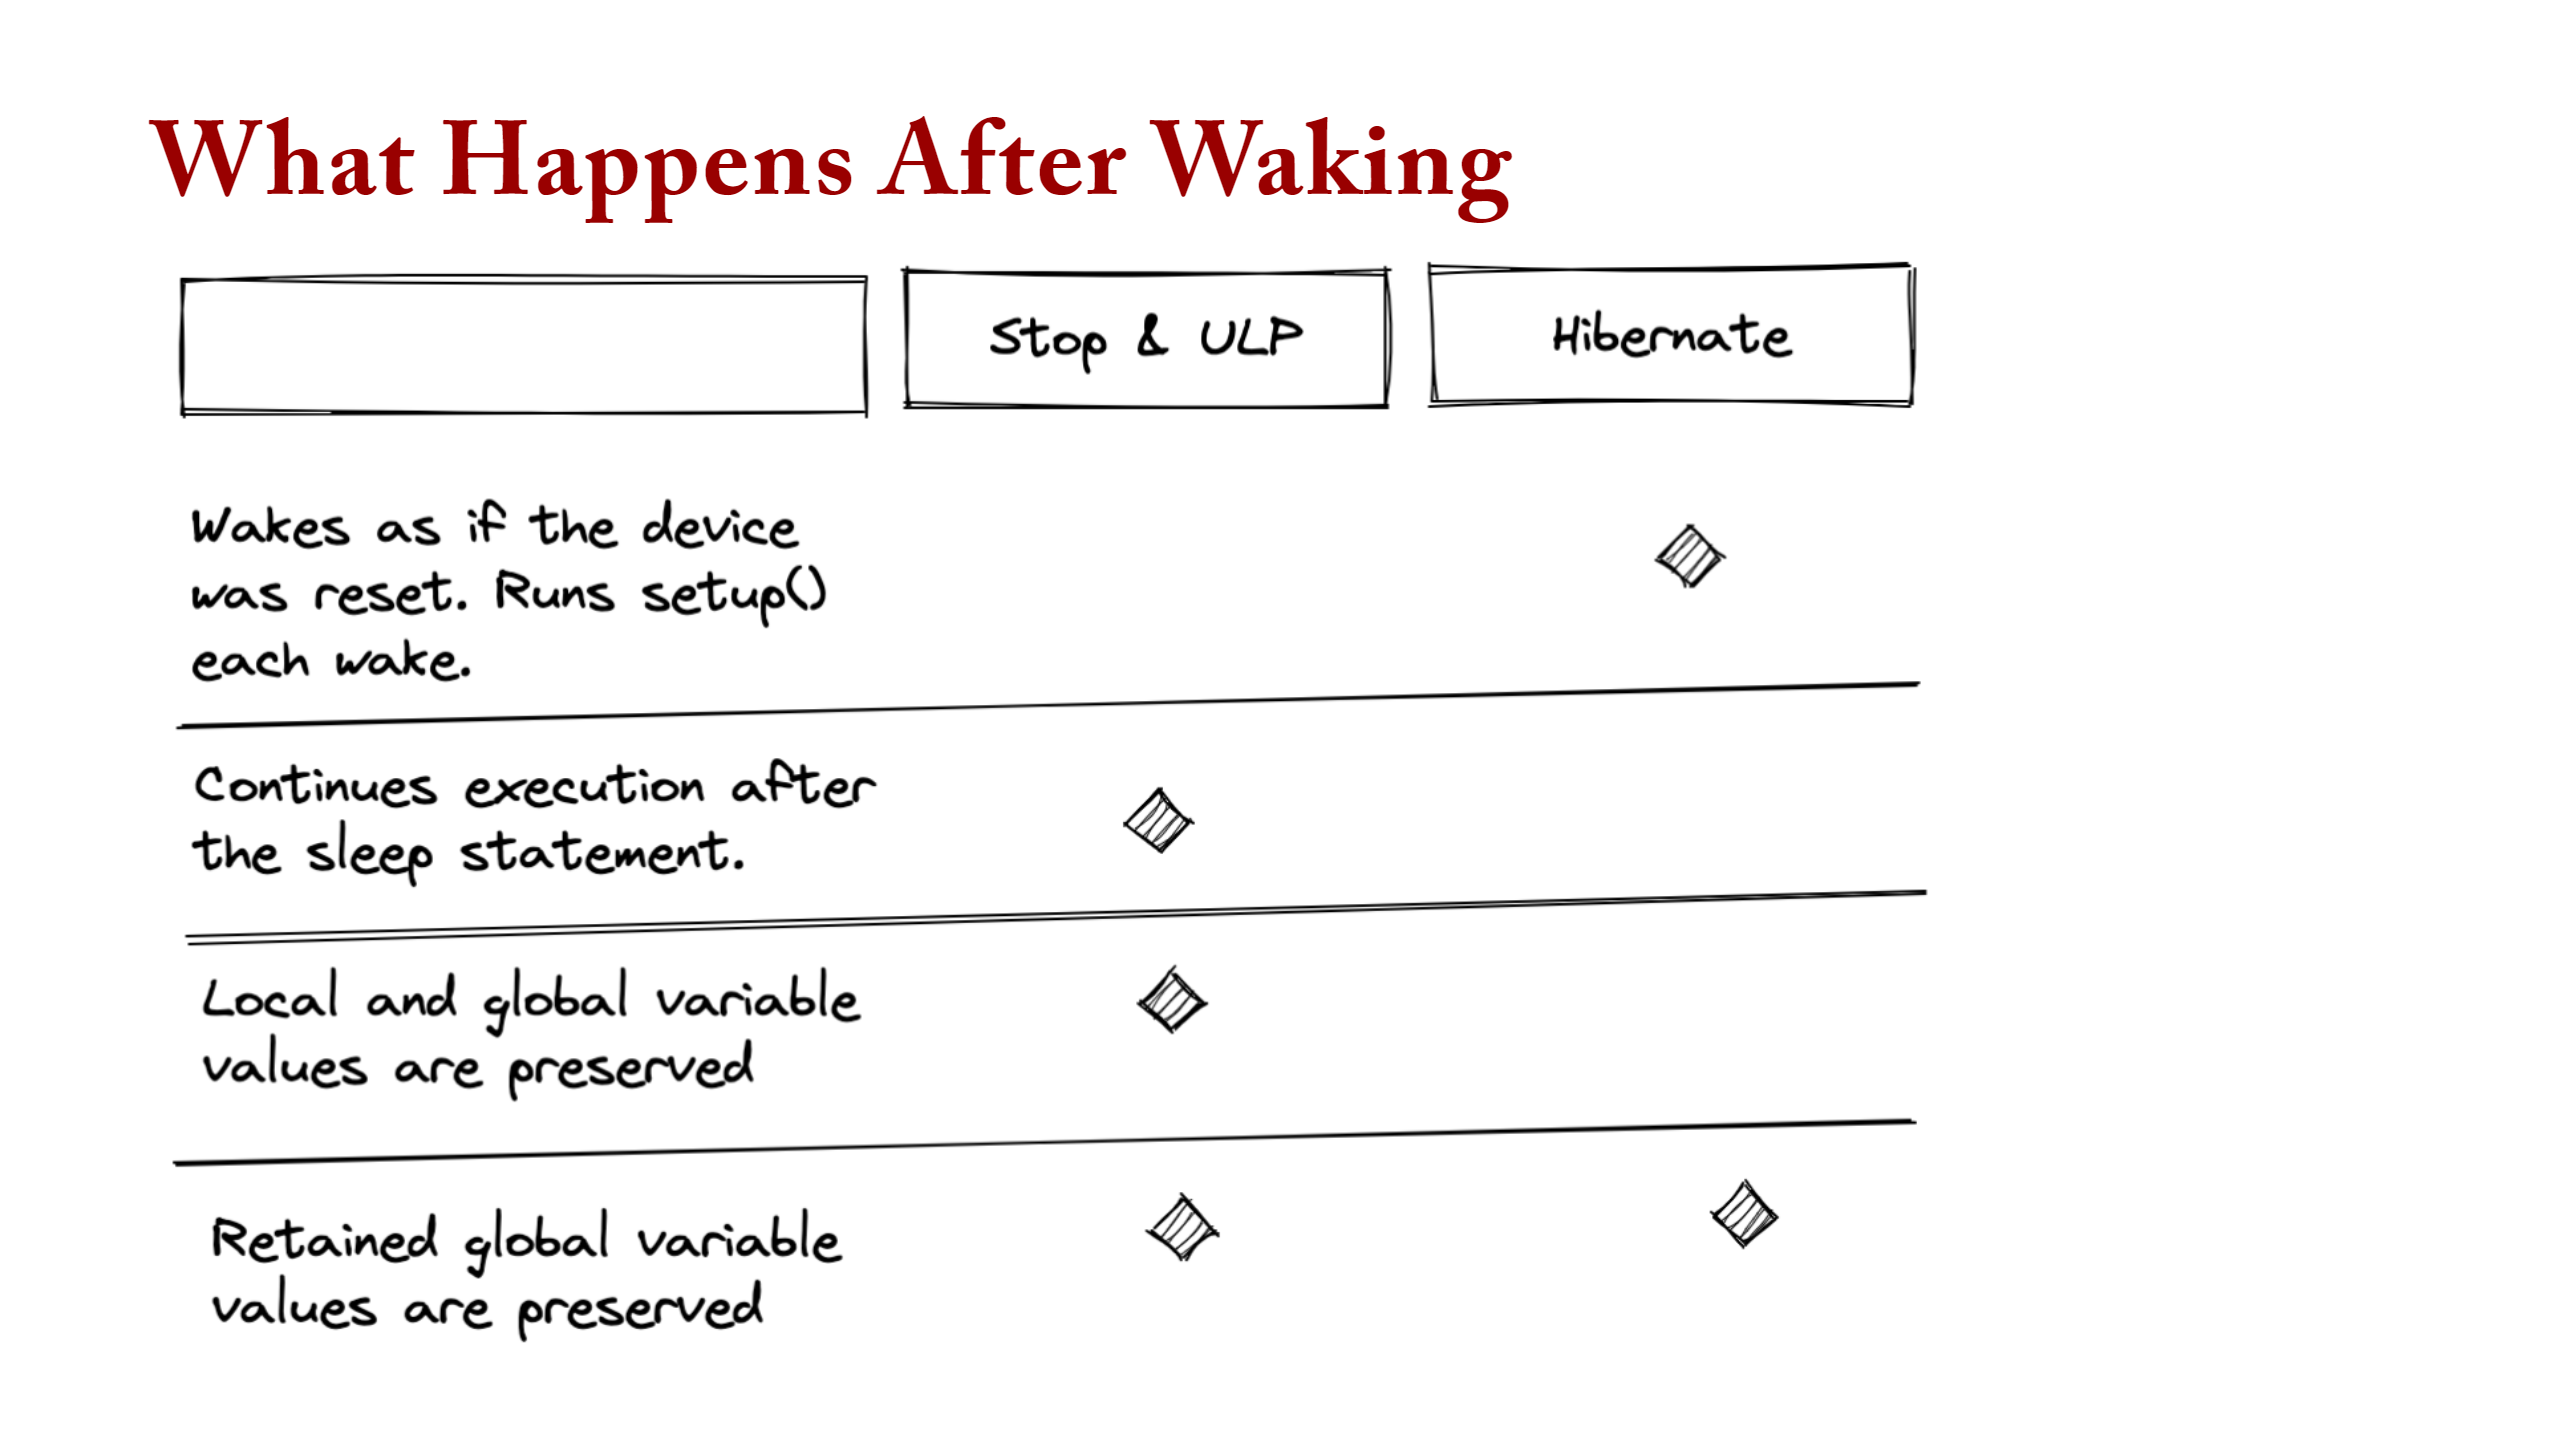 What Happens After Waking
Stop & ULP
Hibernate
Wakes as if the device
was reset. Runs setup()
each wake.
Continues execution after
the sleep statement.
Local and global variable
values are preserved
Retained global variable
values are preserved